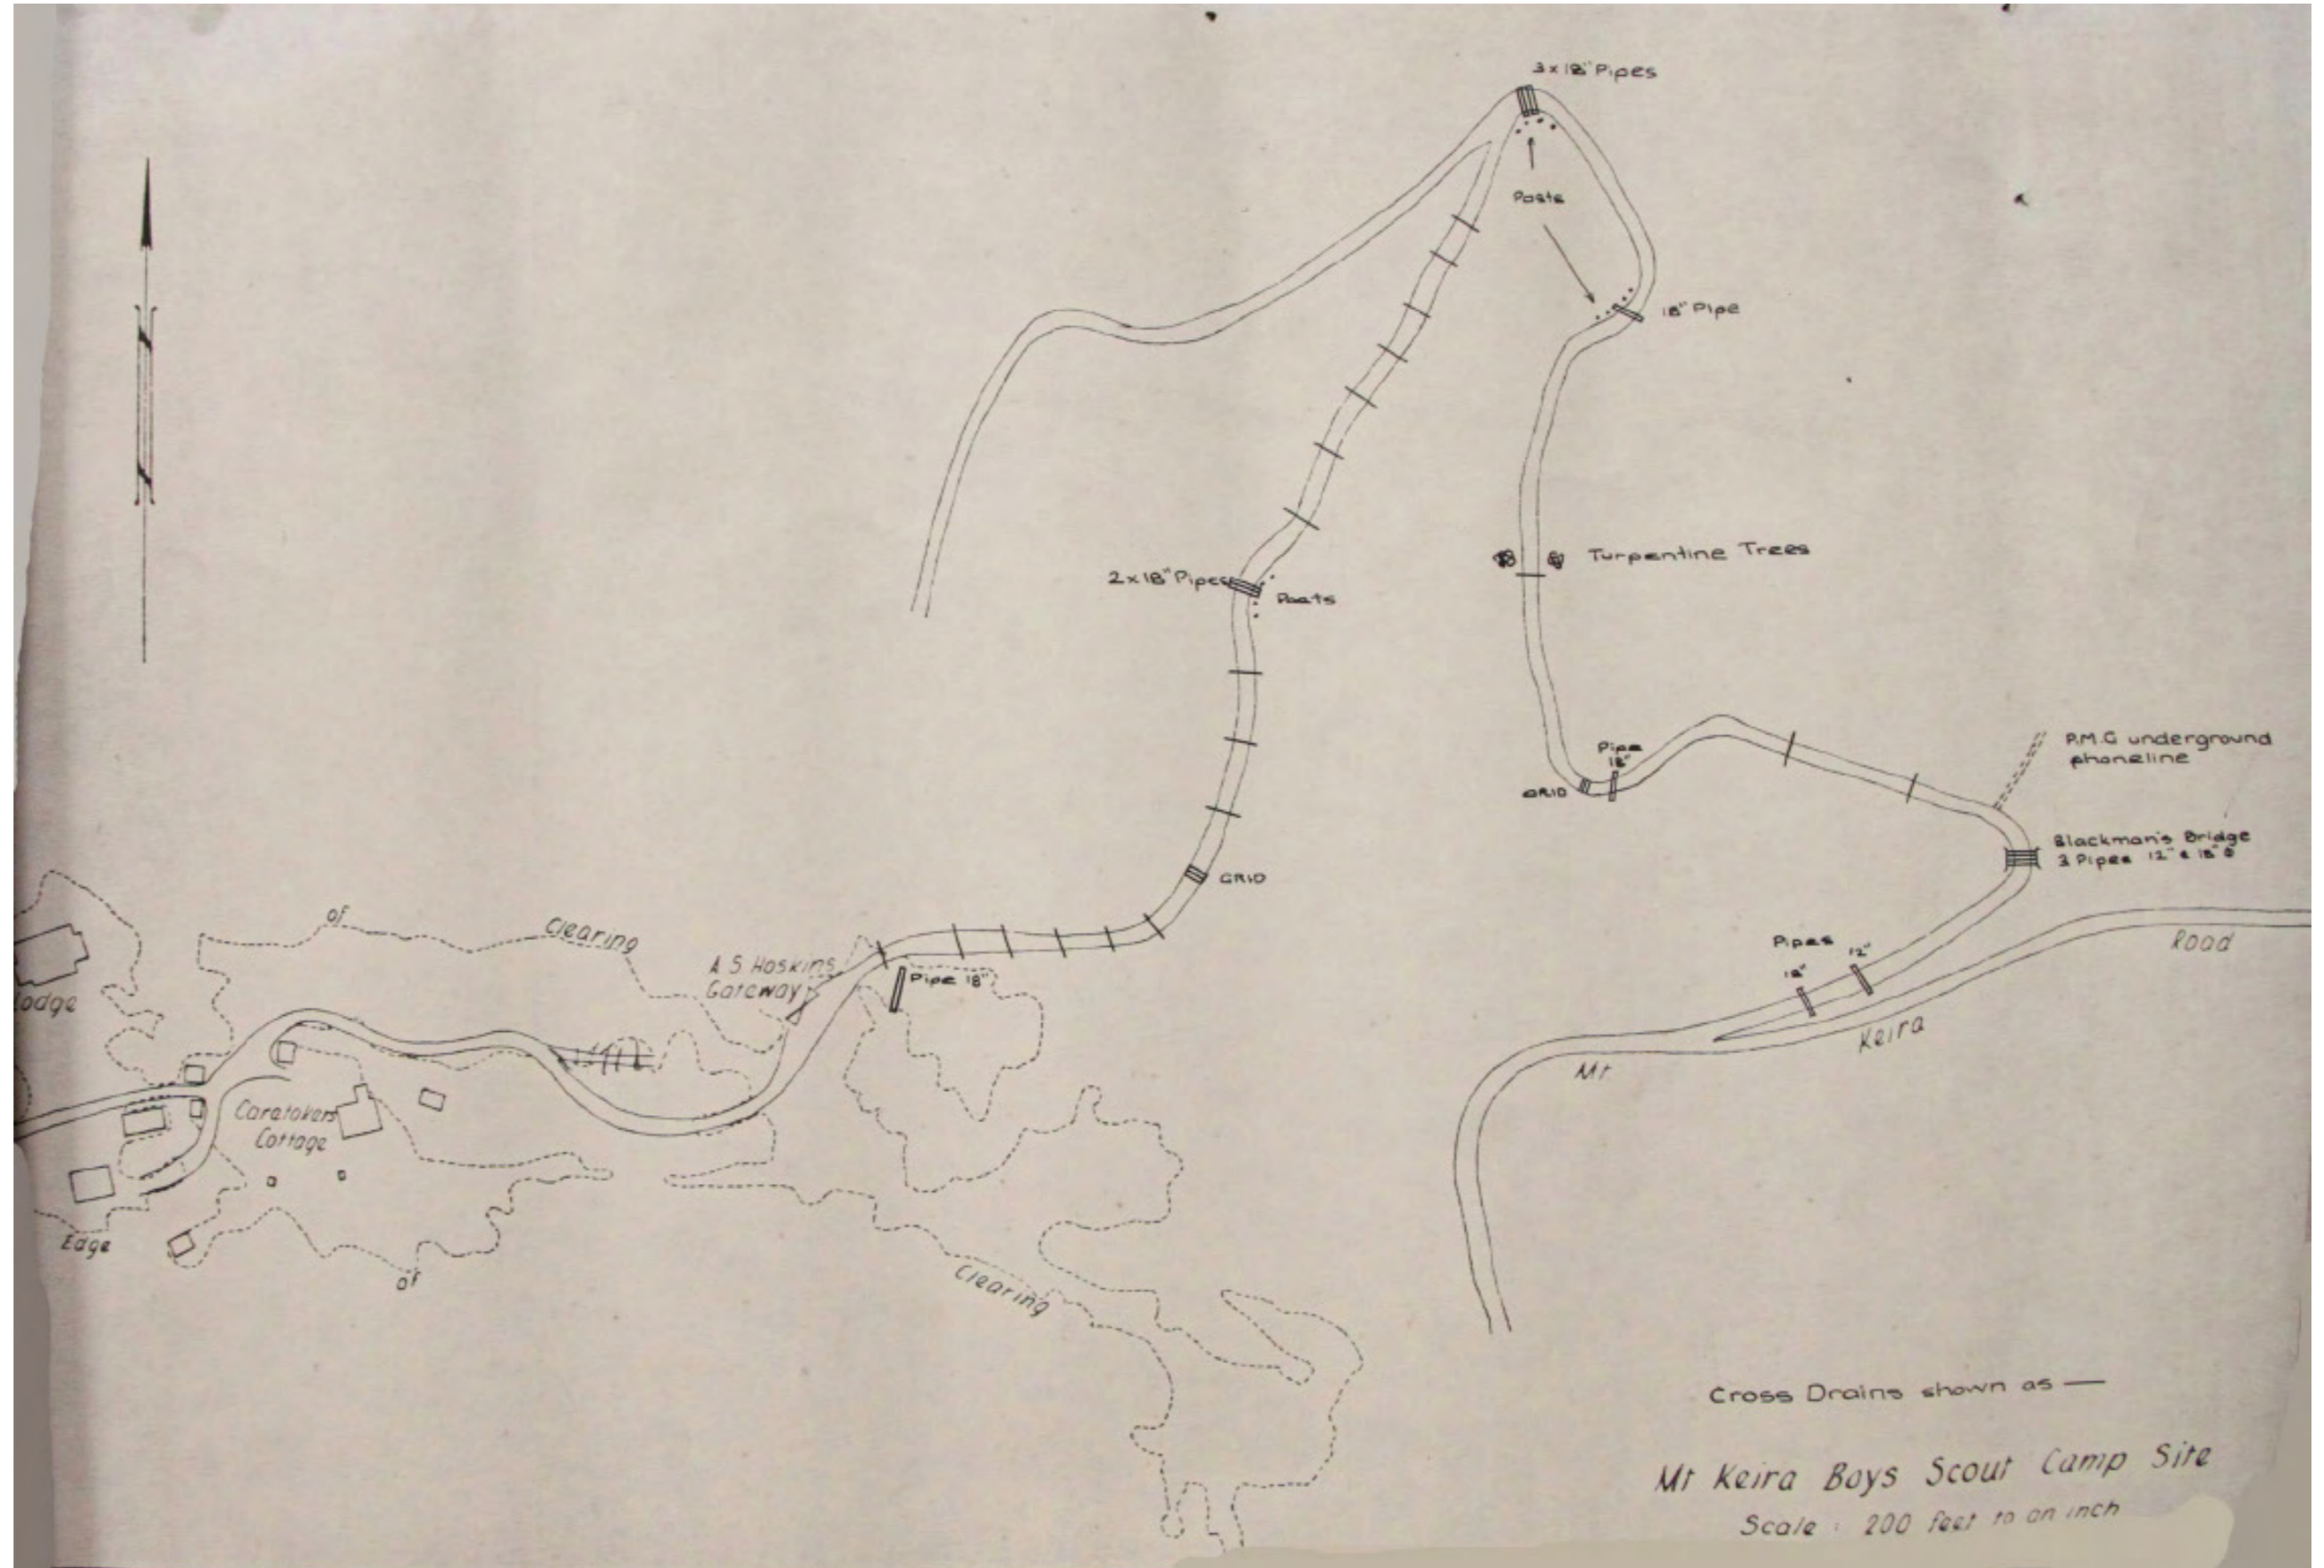 3 x 18" Pipes
Posts
18" Pipe
2 x 18" Pipes
Posts
Turpentine Trees
Pipe
18"
GRID
P.M.G underground
phoneline
Blackman's Bridge
3 Pipes 12" & 18"
GRID
Pipes
12"
Road
Keira
Mt
of
Clearing
A S Hoskins
Gateway
Pipe 18"
Lodge
Caretakers
Cottage
Edge
of
Clearing
Cross Drains shown as —
Mt Keira Boys Scout Camp Site
Scale : 200 feet to an inch